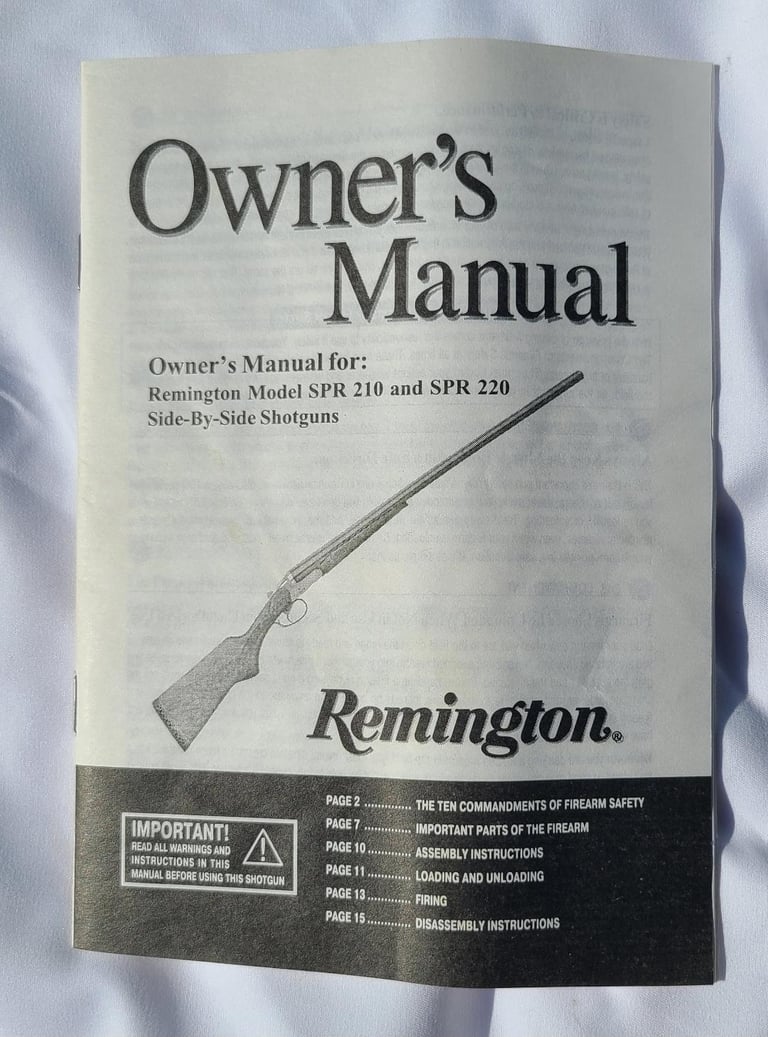 Owner's
Manual
Owner's Manual for:
Remington Model SPR 210 and SPR 220
Side-By-Side Shotguns
Remington®
IMPORTANT!
READ ALL WARNINGS AND
INSTRUCTIONS IN THIS
MANUAL BEFORE USING THIS SHOTGUN
PAGE 2 ............ THE TEN COMMANDMENTS OF FIREARM SAFETY
PAGE 7 ............ IMPORTANT PARTS OF THE FIREARM
PAGE 10 .......... ASSEMBLY INSTRUCTIONS
PAGE 11 .......... LOADING AND UNLOADING
PAGE 13 .......... FIRING
PAGE 15 .......... DISASSEMBLY INSTRUCTIONS